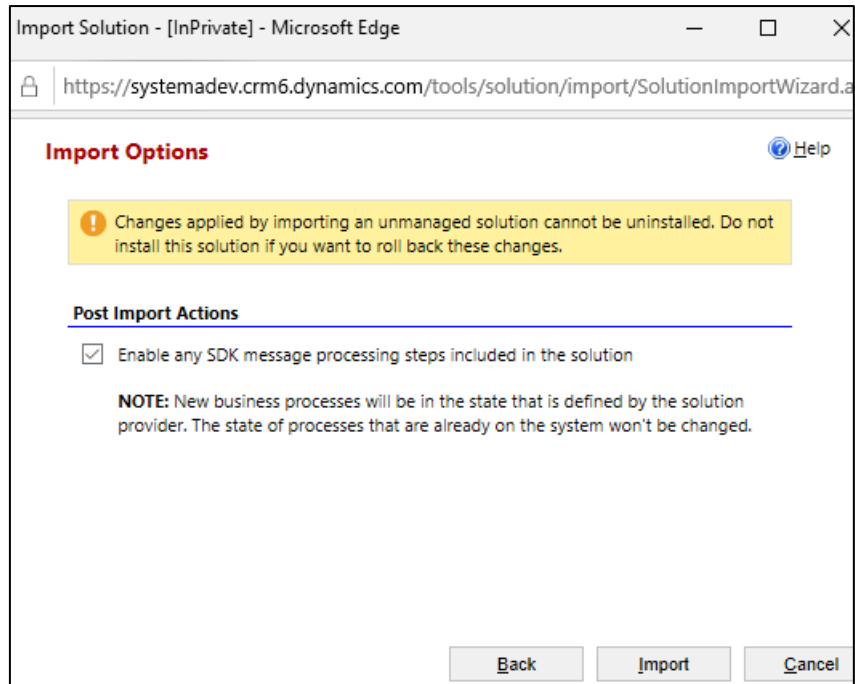 Import Solution - [InPrivate] - Microsoft Edge
https://systemadev.crm6.dynamics.com/tools/solution/import/SolutionImportWizard.a
Import Options
Help
Changes applied by importing an unmanaged solution cannot be uninstalled. Do not
install this solution if you want to roll back these changes.
Post Import Actions
Enable any SDK message processing steps included in the solution
NOTE: New business processes will be in the state that is defined by the solution
provider. The state of processes that are already on the system won't be changed.
Back
Import
Cancel